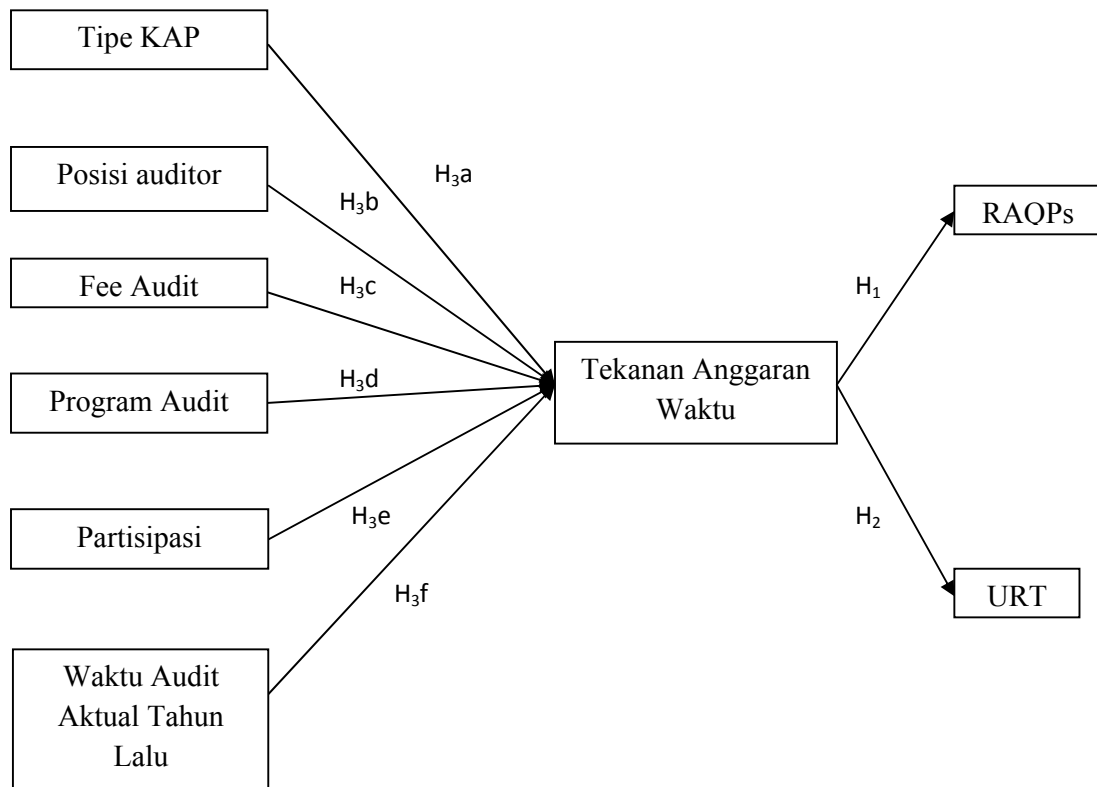 Tipe KAP
Posisi auditor
Fee Audit
Program Audit
Partisipasi
Waktu Audit
Aktual Tahun
Lalu
H₃a
H₃b
H₃c
H₃d
H₃e
H₃f
Tekanan Anggaran
Waktu
H₁
H₂
RAQPs
URT